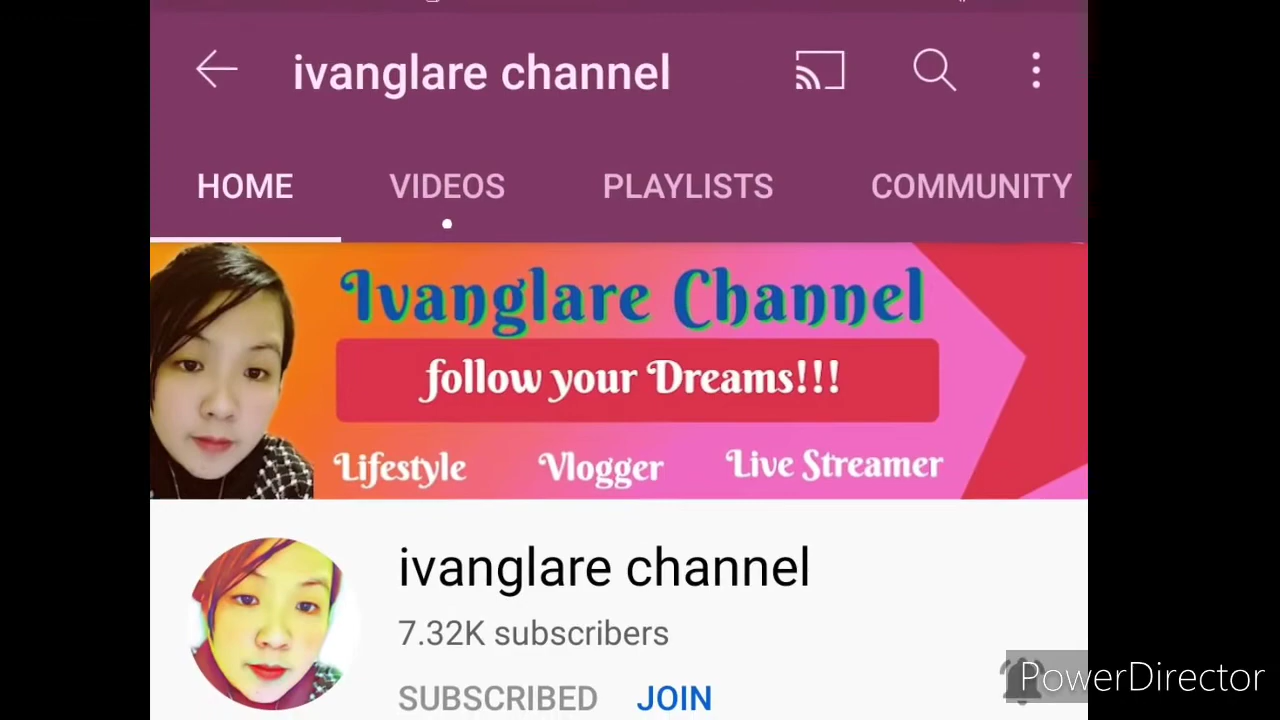 ivanglare channel
HOME VIDEOS PLAYLISTS COMMUNITY
Ivanglare Channel
follow your Dreams!!!
Lifestyle Vlogger Live Streamer
ivanglare channel
7.32K subscribers
SUBSCRIBED JOIN
PowerDirector